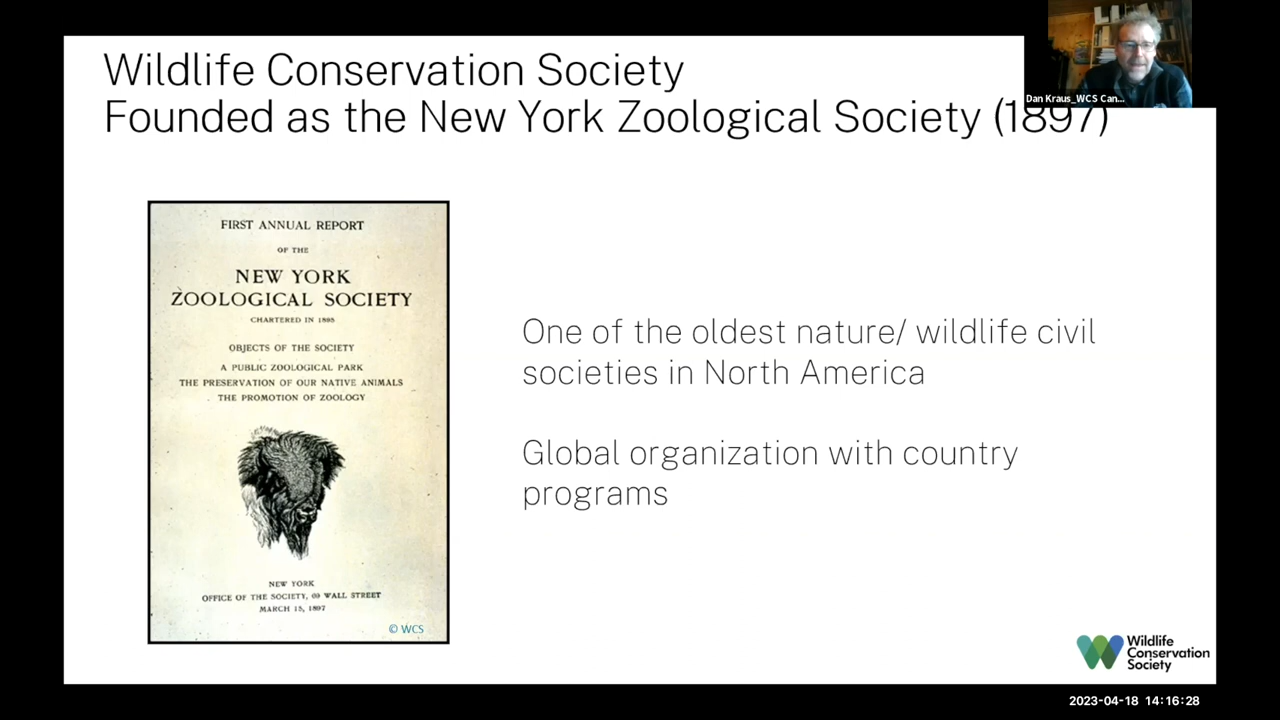 Wildlife Conservation Society
Founded as the New York Zoological Society (1897)
Dan Kraus_WCS Can...
FIRST ANNUAL REPORT
OF THE
NEW YORK
ZOOLOGICAL SOCIETY
CHARTERED IN 1895
OBJECTS OF THE SOCIETY
A PUBLIC ZOOLOGICAL PARK
THE PRESERVATION OF OUR NATIVE ANIMALS
THE PROMOTION OF ZOOLOGY
NEW YORK
OFFICE OF THE SOCIETY, 69 WALL STREET
MARCH 15, 1897
© WCS
One of the oldest nature/ wildlife civil
societies in North America
Global organization with country
programs
Wildlife
Conservation
Society
2023-04-18 14:16:28